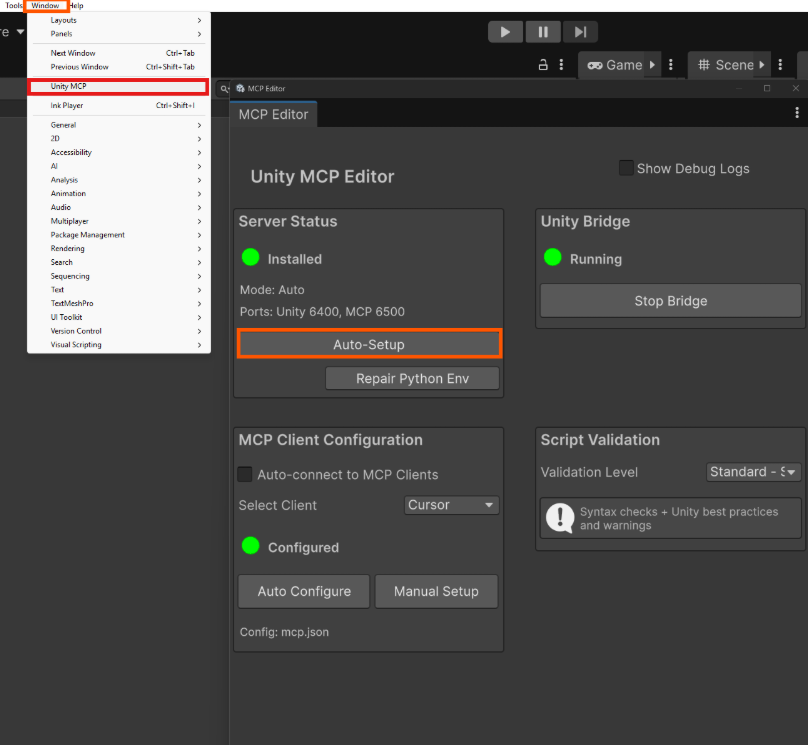 Tools Window Help
Layouts
Panels
Next Window Ctrl+Tab
Previous Window Ctrl+Shift+Tab
Unity MCP
Ink Player Ctrl+Shift+I
General
2D
Accessibility
AI
Analysis
Animation
Audio
Multiplayer
Package Management
Rendering
Search
Sequencing
Text
TextMeshPro
UI Toolkit
Version Control
Visual Scripting
Game
Scene
MCP Editor
MCP Editor
Unity MCP Editor
Show Debug Logs
Server Status
Installed
Mode: Auto
Ports: Unity 6400, MCP 6500
Auto-Setup
Repair Python Env
Unity Bridge
Running
Stop Bridge
MCP Client Configuration
Auto-connect to MCP Clients
Select Client Cursor
Configured
Auto Configure Manual Setup
Config: mcp.json
Script Validation
Validation Level Standard - S
Syntax checks + Unity best practices
and warnings